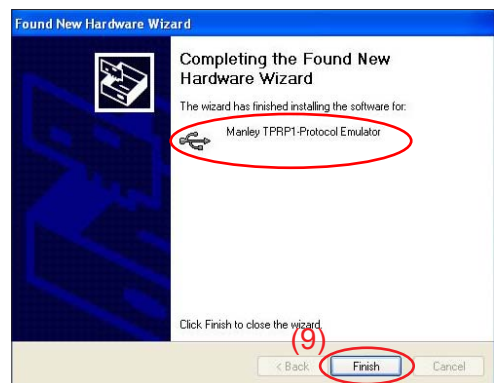 Found New Hardware Wizard
Completing the Found New
Hardware Wizard
The wizard has finished installing the software for:
Manley TPRP1-Protocol Emulator
Click Finish to close the wizard.
(9)
< Back Finish Cancel